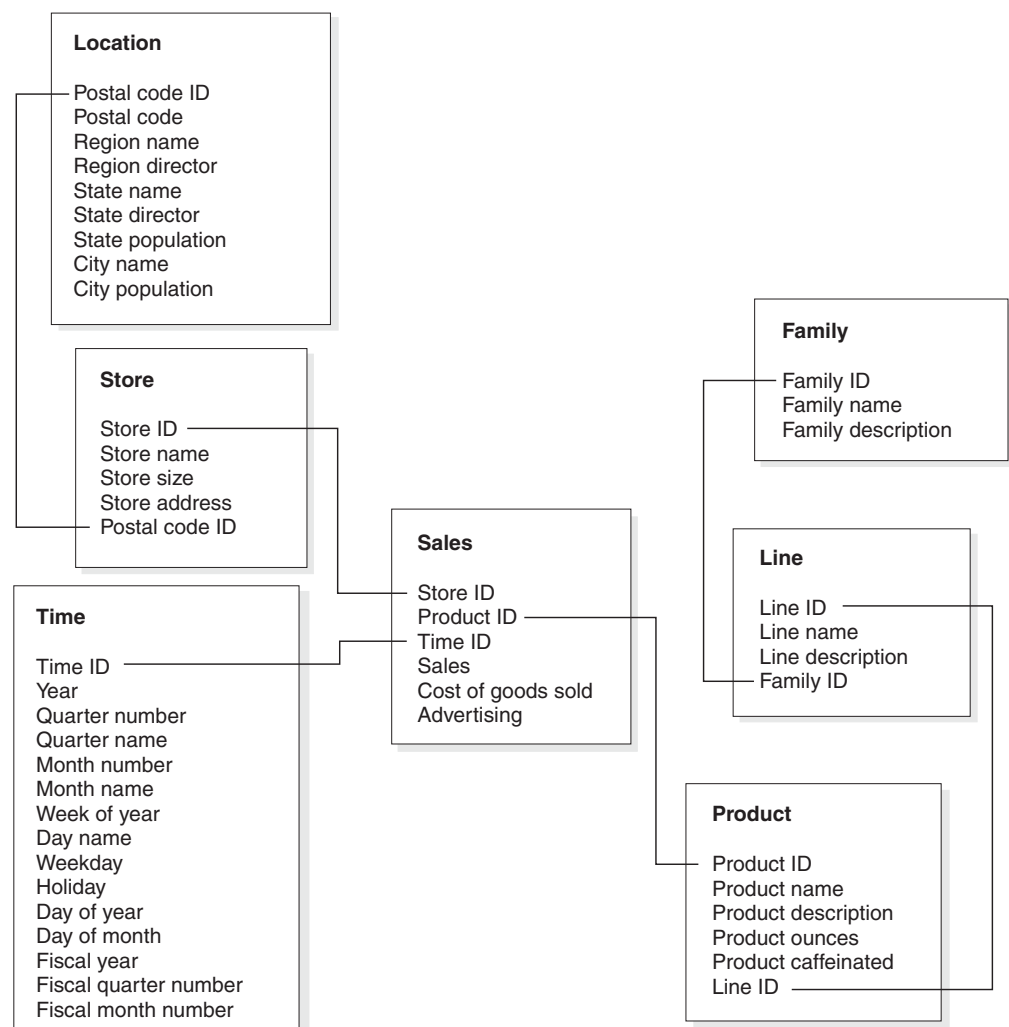 Location
Postal code ID
Postal code
Region name
Region director
State name
State director
State population
City name
City population
Store
Store ID
Store name
Store size
Store address
Postal code ID
Time
Time ID
Year
Quarter number
Quarter name
Month number
Month name
Week of year
Day name
Weekday
Holiday
Day of year
Day of month
Fiscal year
Fiscal quarter number
Fiscal month number
Sales
Store ID
Product ID
Time ID
Sales
Cost of goods sold
Advertising
Family
Family ID
Family name
Family description
Line
Line ID
Line name
Line description
Family ID
Product
Product ID
Product name
Product description
Product ounces
Product caffeinated
Line ID